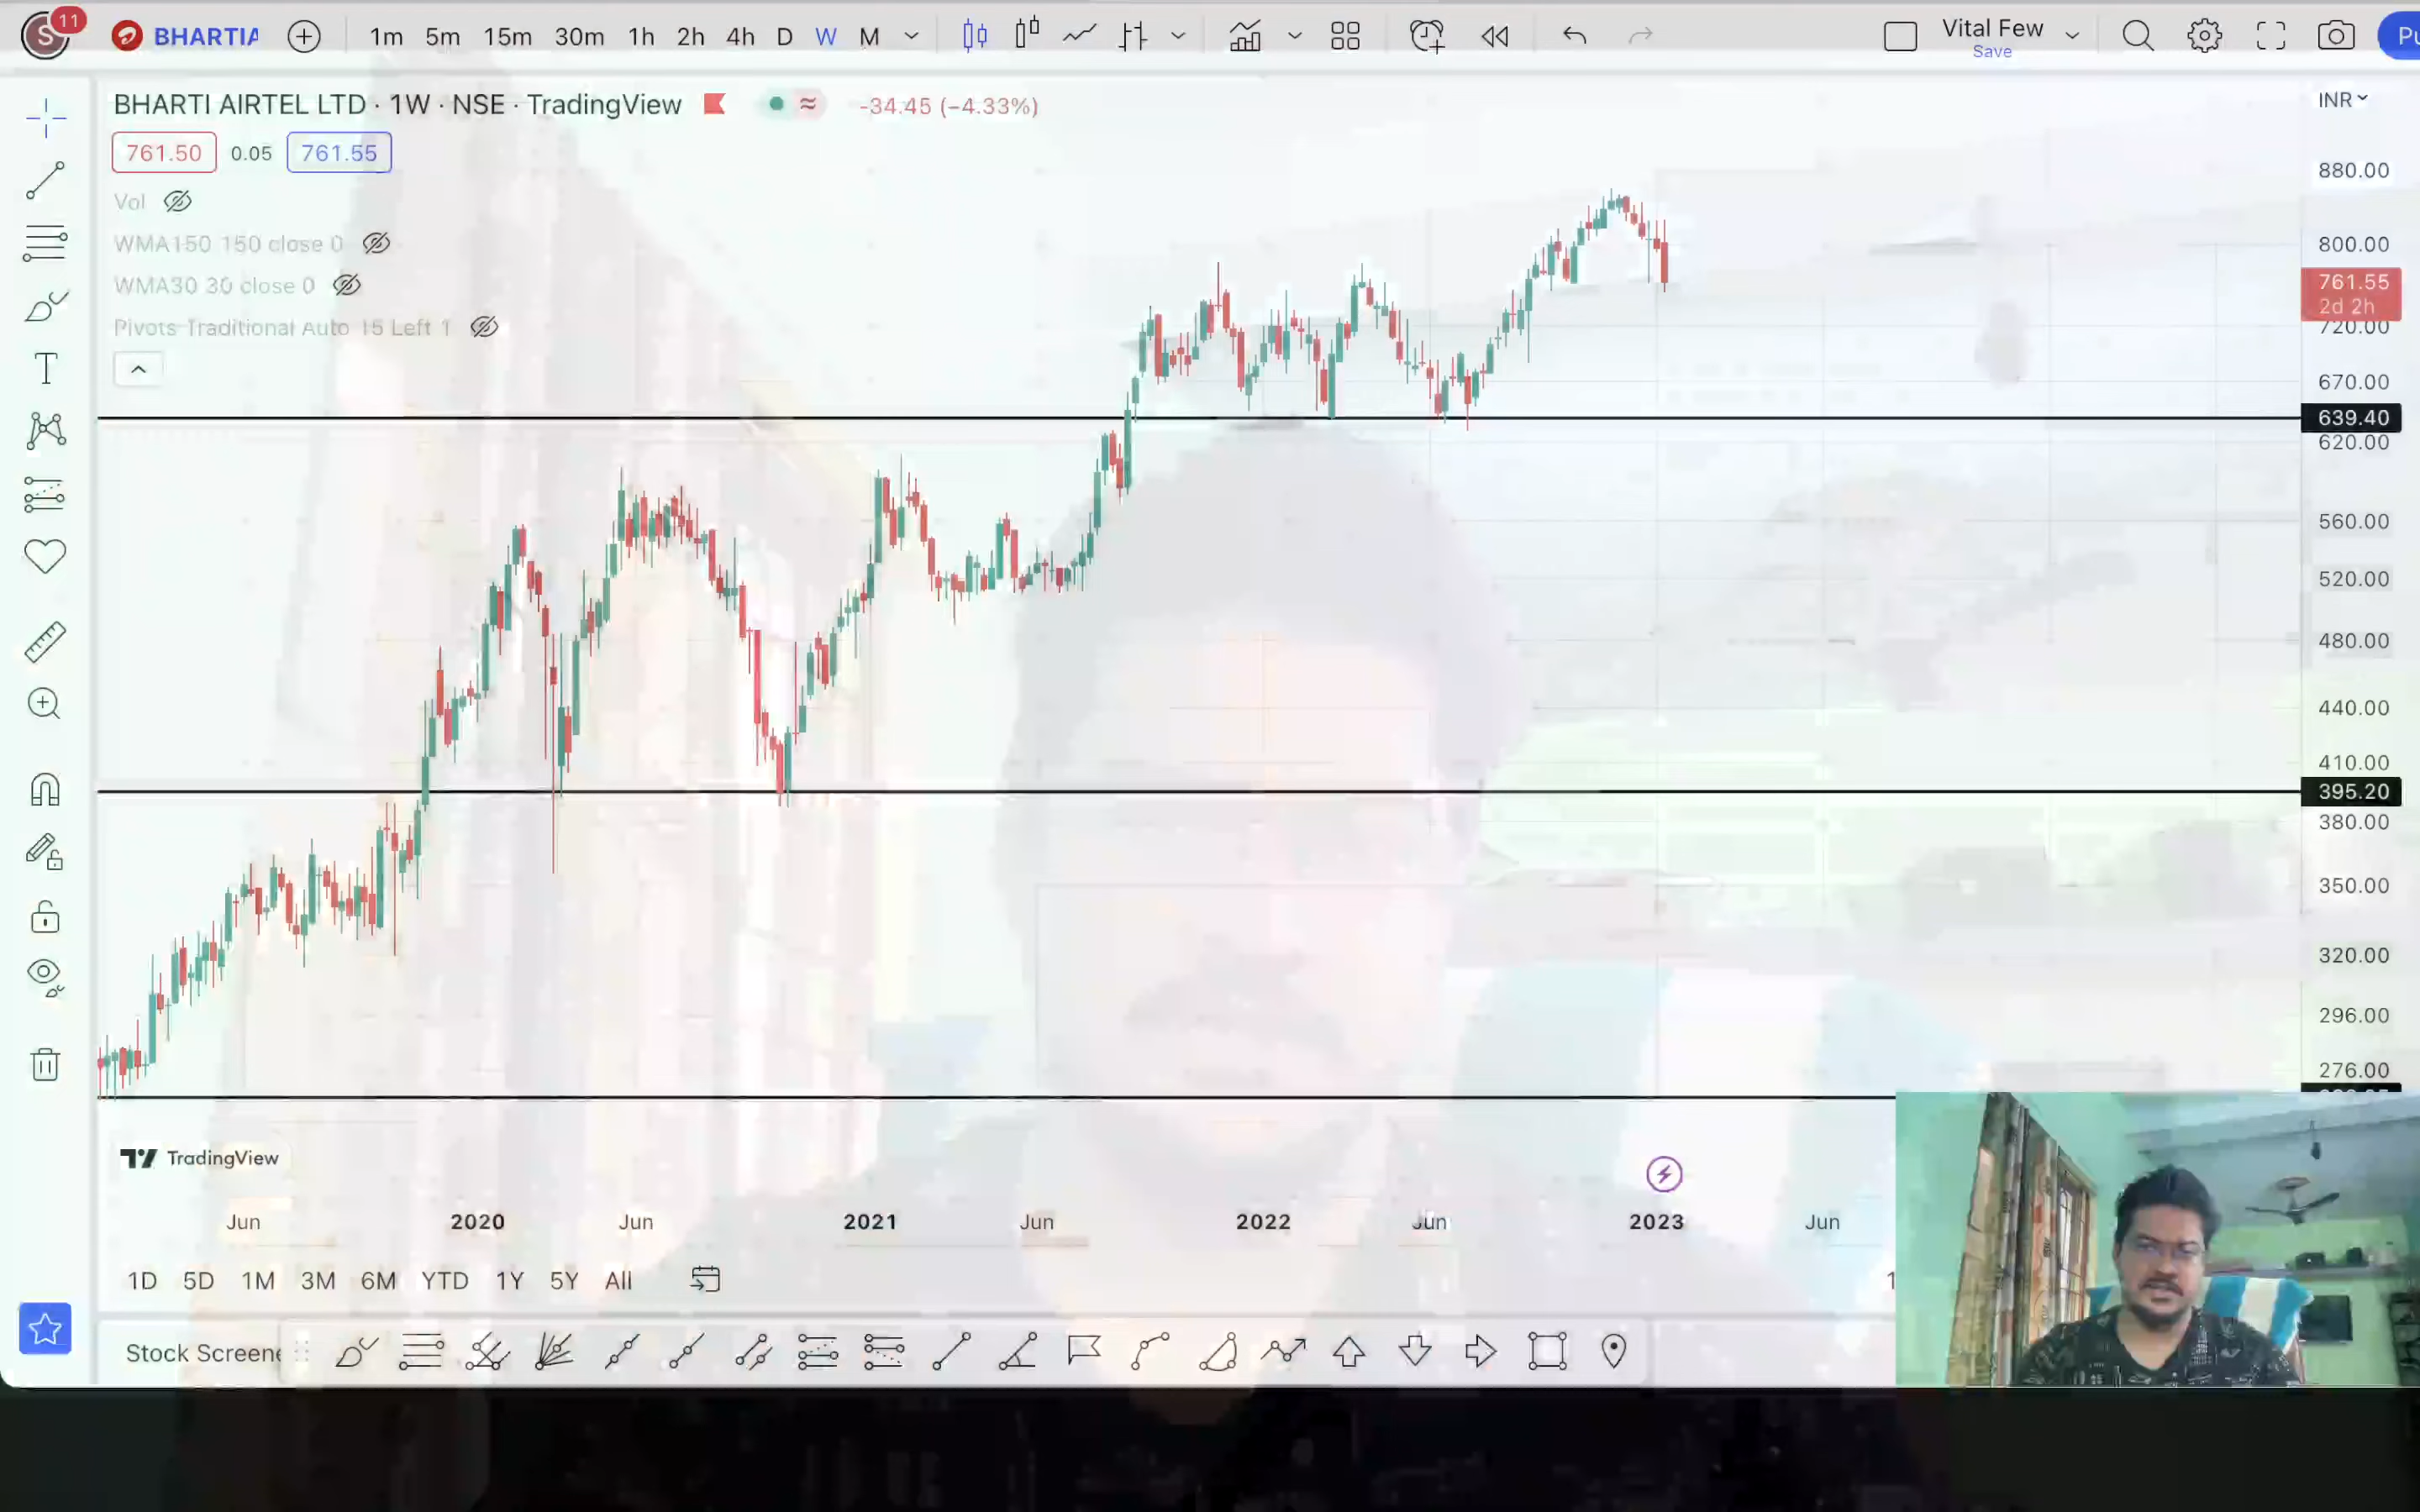 S 11 BHARTIA 1m 5m 15m 30m 1h 2h 4h D W M Vital Few Save
BHARTI AIRTEL LTD · 1W · NSE · TradingView -34.45 (−4.33%) INR
761.50 0.05 761.55
Vol
WMA150 150 close 0
WMA30 30 close 0
Pivots Traditional Auto 15 Left 1
880.00
800.00
761.55
2d 2h
720.00
670.00
639.40
620.00
560.00
520.00
480.00
440.00
410.00
395.20
380.00
350.00
320.00
296.00
276.00
TradingView
Jun 2020 Jun 2021 Jun 2022 Jun 2023 Jun
1D 5D 1M 3M 6M YTD 1Y 5Y All
Stock Screene